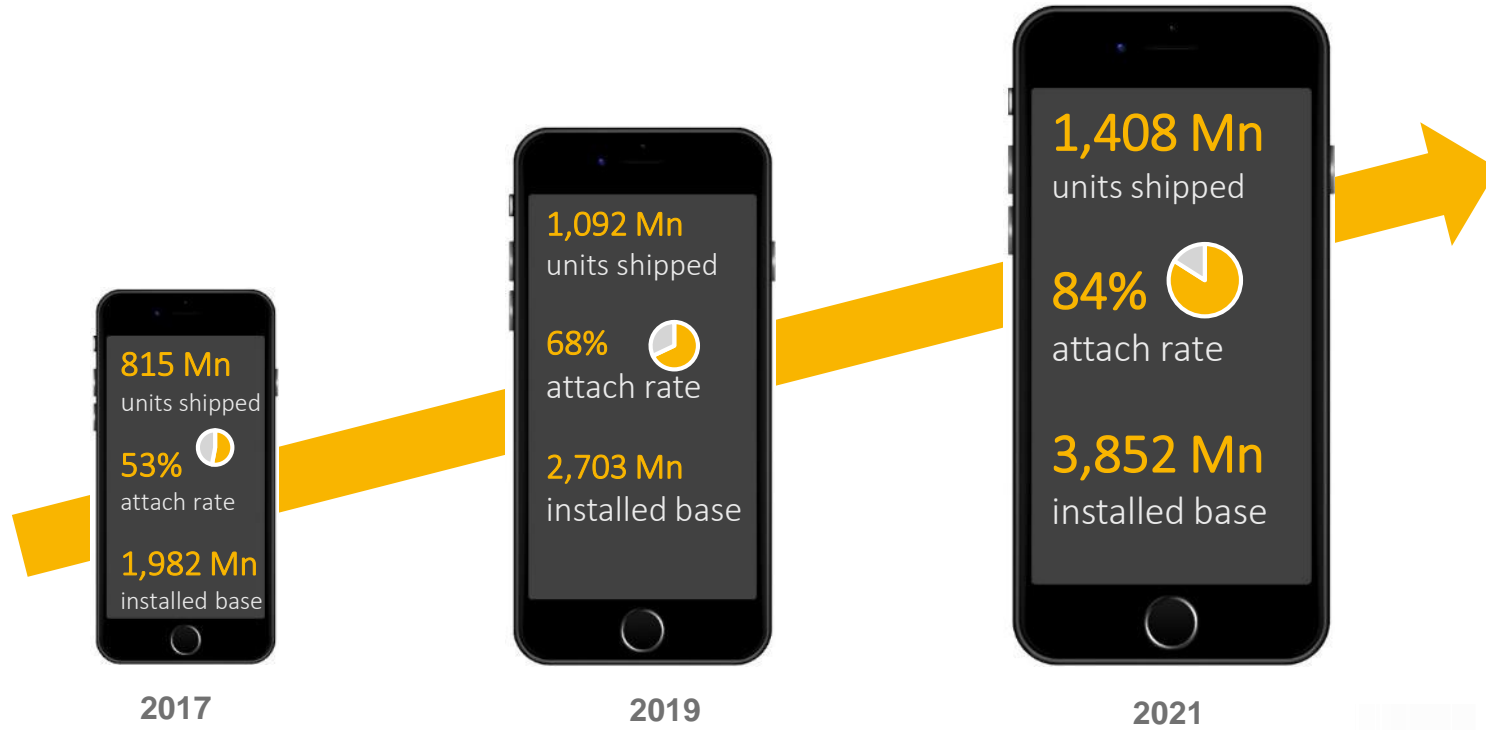 815 Mn
units shipped
53%
attach rate
1,982 Mn
installed base
2017
1,092 Mn
units shipped
68%
attach rate
2,703 Mn
installed base
2019
1,408 Mn
units shipped
84%
attach rate
3,852 Mn
installed base
2021